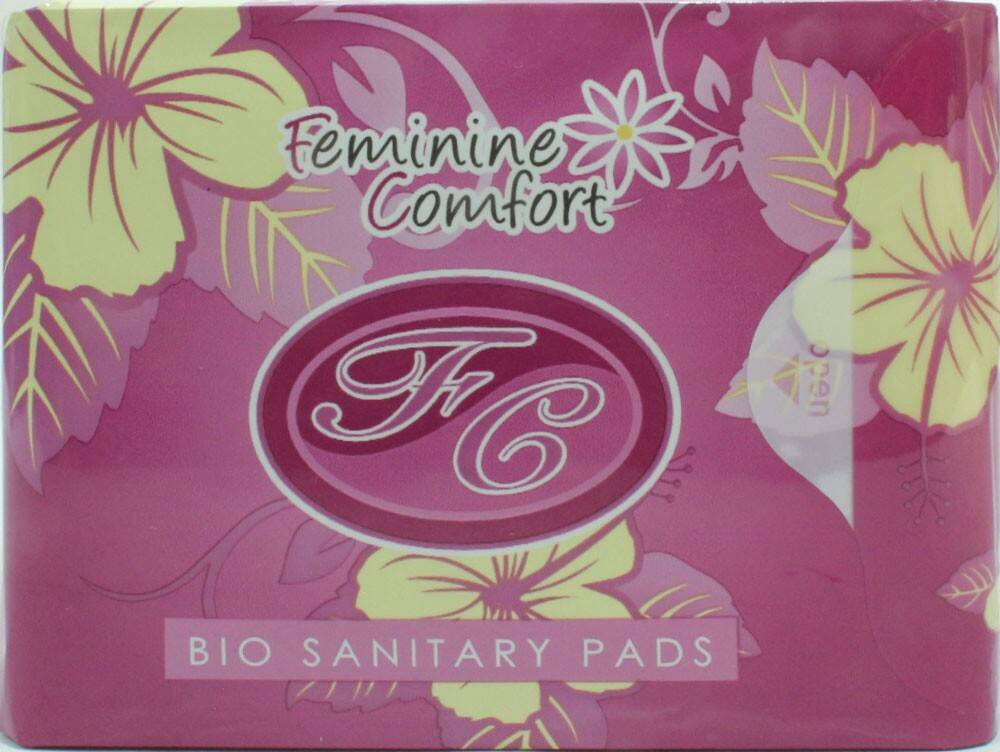 Feminine
Comfort
FC
open
BIO SANITARY PADS